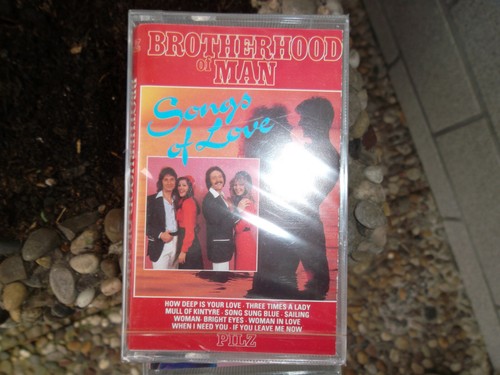 BROTHERHOOD
of MAN
Songs
of Love
HOW DEEP IS YOUR LOVE · THREE TIMES A LADY
MULL OF KINTYRE · SONG SUNG BLUE · SAILING
WOMAN · BRIGHT EYES · WOMAN IN LOVE
WHEN I NEED YOU · IF YOU LEAVE ME NOW
PILZ